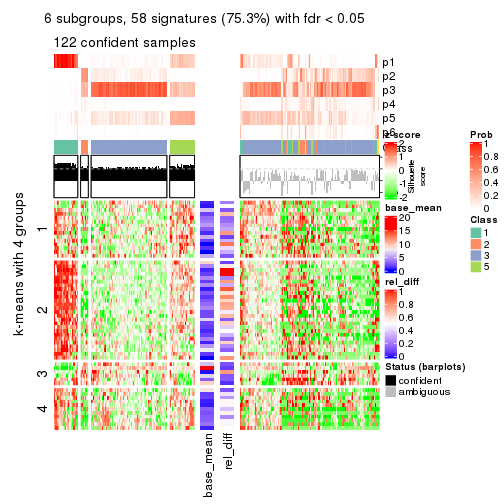 6 subgroups, 58 signatures (75.3%) with fdr < 0.05
122 confident samples
p1
p2
p3
p4
p5
p6
Class
Silhouette
score
z-score
2
1
0
-1
-2
base_mean
20
15
10
5
0
rel_diff
1
0.8
0.6
0.4
0.2
0
Status (barplots)
confident
ambiguous
Prob
1
0.8
0.6
0.4
0.2
0
Class
1
2
3
5
k-means with 4 groups
1
2
3
4
base_mean
rel_diff